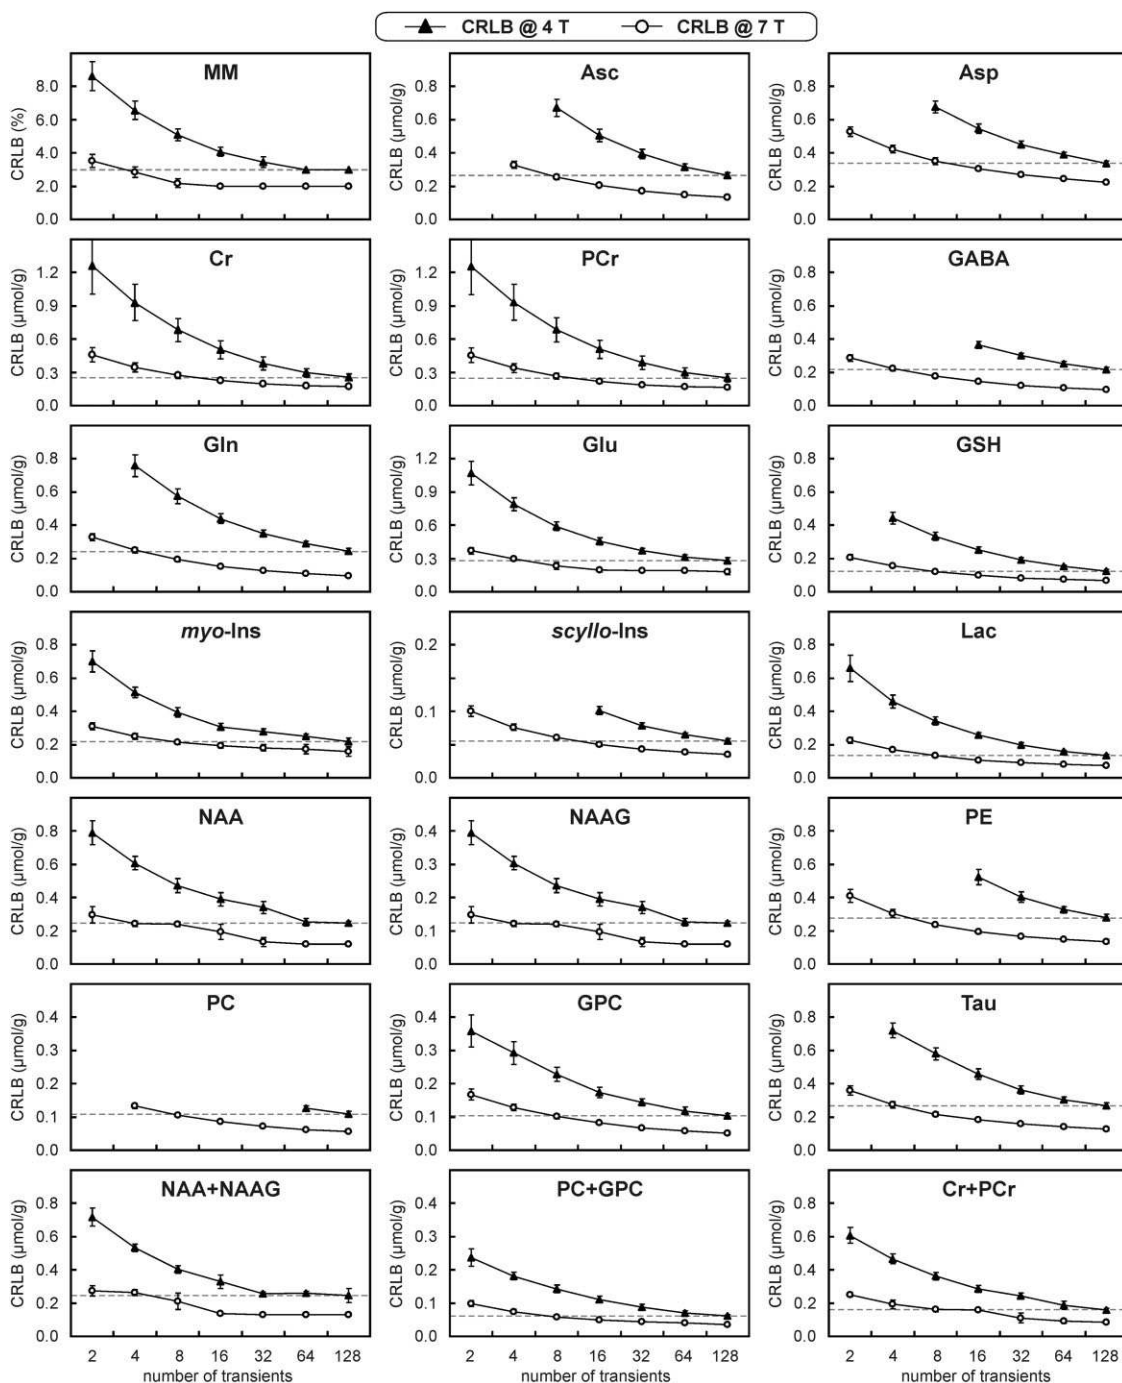 CRLB @ 4 T CRLB @ 7 T
MM
CRLB (%)
8.0
6.0
4.0
2.0
0.0
Asc
CRLB (μmol/g)
0.8
0.6
0.4
0.2
0.0
Asp
CRLB (μmol/g)
0.8
0.6
0.4
0.2
0.0
Cr
CRLB (μmol/g)
1.2
0.9
0.6
0.3
0.0
PCr
CRLB (μmol/g)
1.2
0.9
0.6
0.3
0.0
GABA
CRLB (μmol/g)
0.8
0.6
0.4
0.2
0.0
Gln
CRLB (μmol/g)
0.8
0.6
0.4
0.2
0.0
Glu
CRLB (μmol/g)
1.2
0.9
0.6
0.3
0.0
GSH
CRLB (μmol/g)
0.8
0.6
0.4
0.2
0.0
myo-Ins
CRLB (μmol/g)
0.8
0.6
0.4
0.2
0.0
scyllo-Ins
CRLB (μmol/g)
0.2
0.1
0.0
Lac
CRLB (μmol/g)
0.8
0.6
0.4
0.2
0.0
NAA
CRLB (μmol/g)
0.8
0.6
0.4
0.2
0.0
NAAG
CRLB (μmol/g)
0.4
0.3
0.2
0.1
0.0
PE
CRLB (μmol/g)
0.8
0.6
0.4
0.2
0.0
PC
CRLB (μmol/g)
0.4
0.3
0.2
0.1
0.0
GPC
CRLB (μmol/g)
0.4
0.3
0.2
0.1
0.0
Tau
CRLB (μmol/g)
0.8
0.6
0.4
0.2
0.0
NAA+NAAG
CRLB (μmol/g)
0.8
0.6
0.4
0.2
0.0
2 4 8 16 32 64 128
number of transients
PC+GPC
CRLB (μmol/g)
0.4
0.3
0.2
0.1
0.0
2 4 8 16 32 64 128
number of transients
Cr+PCr
CRLB (μmol/g)
0.8
0.6
0.4
0.2
0.0
2 4 8 16 32 64 128
number of transients